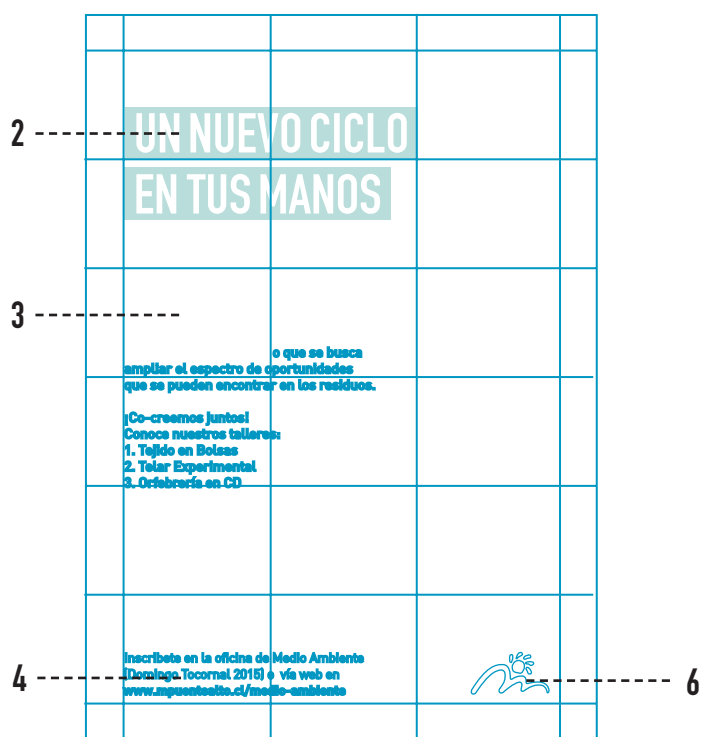 2
UN NUEVO CICLO
EN TUS MANOS
3
o que se busca
ampliar el espectro de oportunidades
que se pueden encontrar en los residuos.
¡Co-creemos juntos!
Conoce nuestros talleres:
1. Tejido en Bolsas
2. Telar Experimental
3. Orfebrería en CD
Inscríbete en la oficina de Medio Ambiente
(Domingo Tocornal 2015) o vía web en
4
www.mpuentealto.cl/medio-ambiente
6